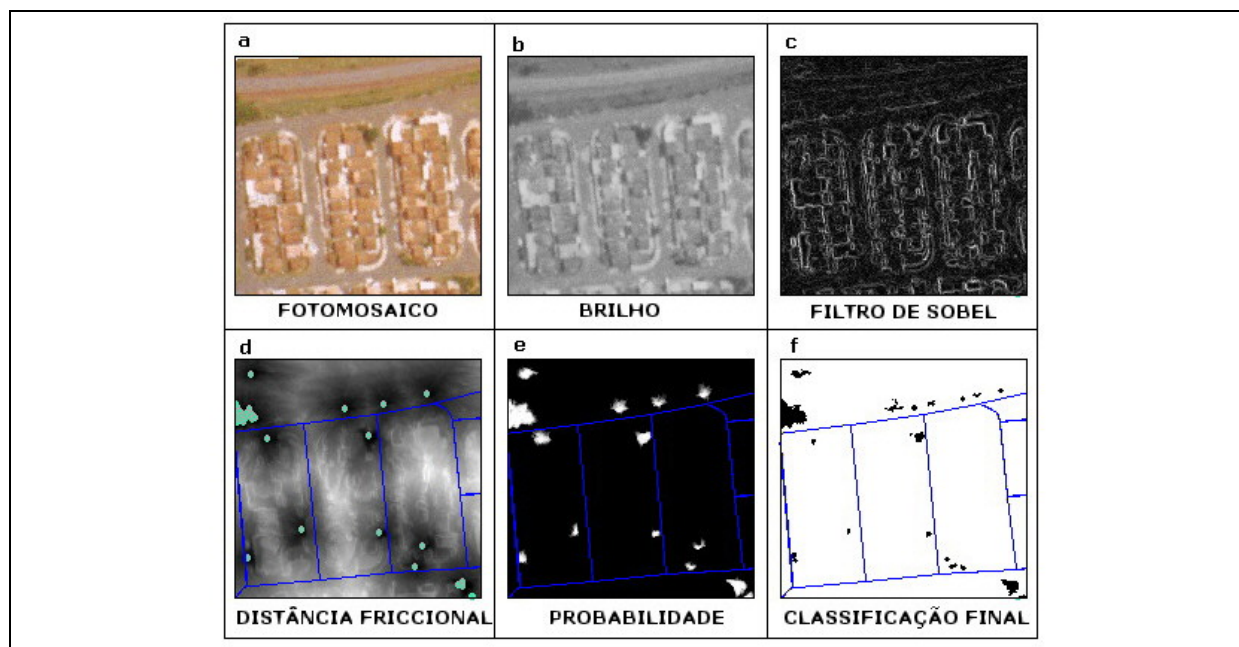 a
b
c
FOTOMOSAICO
BRILHO
FILTRO DE SOBEL
d
e
f
DISTÂNCIA FRICCIONAL
PROBABILIDADE
CLASSIFICAÇÃO FINAL